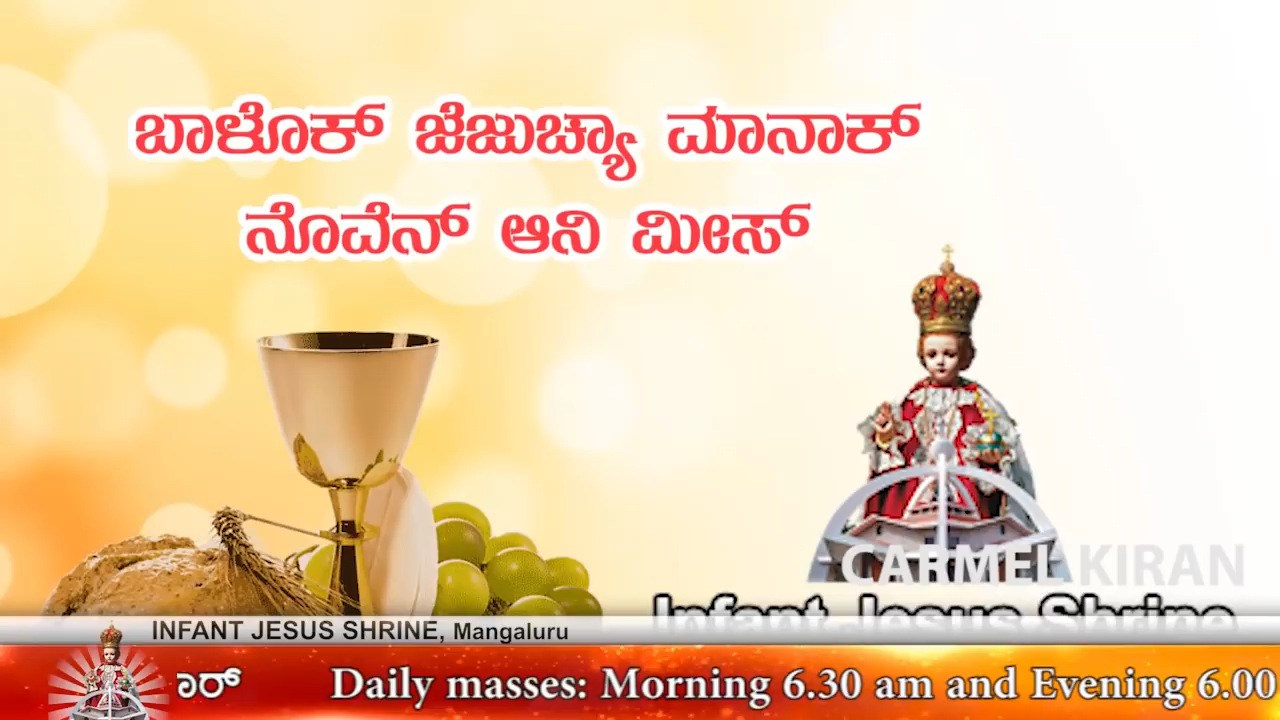 ಬಾಳೊಕ್ ಜೆಜುಚ್ಯಾ ಮಾನಾಕ್
ನೊವೆನ್ ಆನಿ ಮೀಸ್
CARMEL KIRAN
Infant Jesus Shrine
INFANT JESUS SHRINE, Mangaluru
ಾರ್ Daily masses: Morning 6.30 am and Evening 6.00